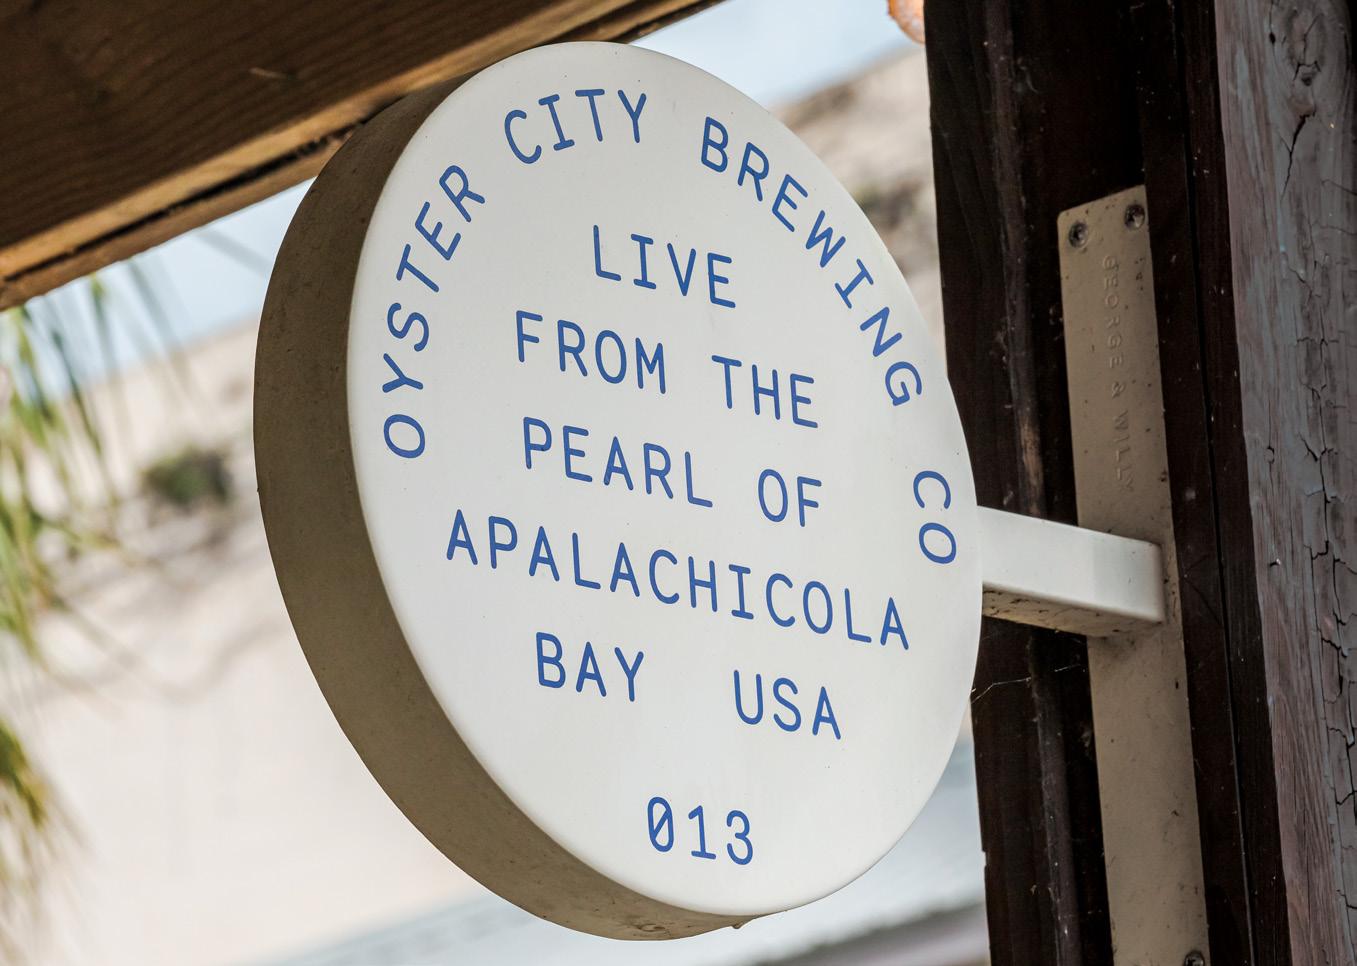 OYSTER CITY BREWING CO
LIVE
FROM THE
PEARL OF
APALACHICOLA
BAY USA
013
GEORGE & WILLY